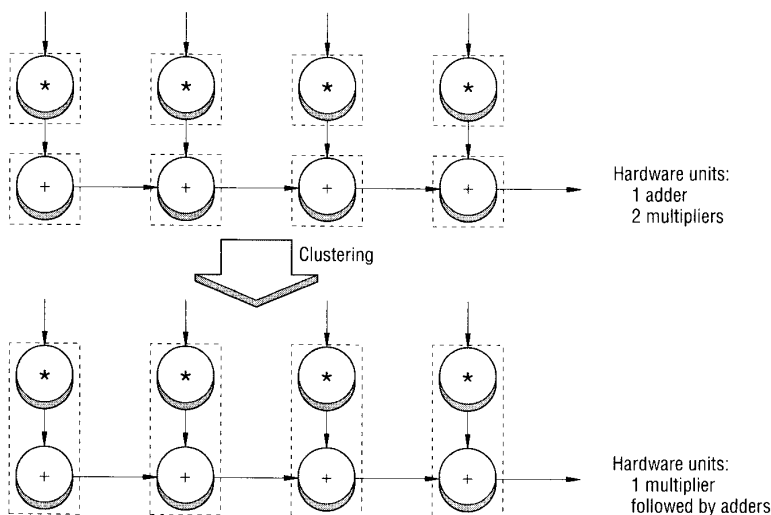 * * * *
+ + + +
Hardware units:
1 adder
2 multipliers
Clustering
* * * *
+ + + +
Hardware units:
1 multiplier
followed by adders